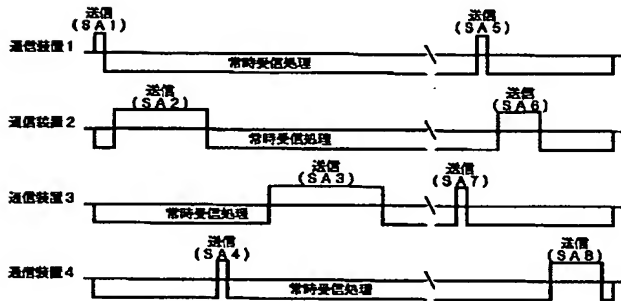 送信
(SA1)
送信
(SA5)
通信装置1
常時受信処理
送信
(SA2)
送信
(SA6)
通信装置2
常時受信処理
送信
(SA3)
送信
(SA7)
通信装置3
常時受信処理
送信
(SA4)
送信
(SA8)
通信装置4
常時受信処理